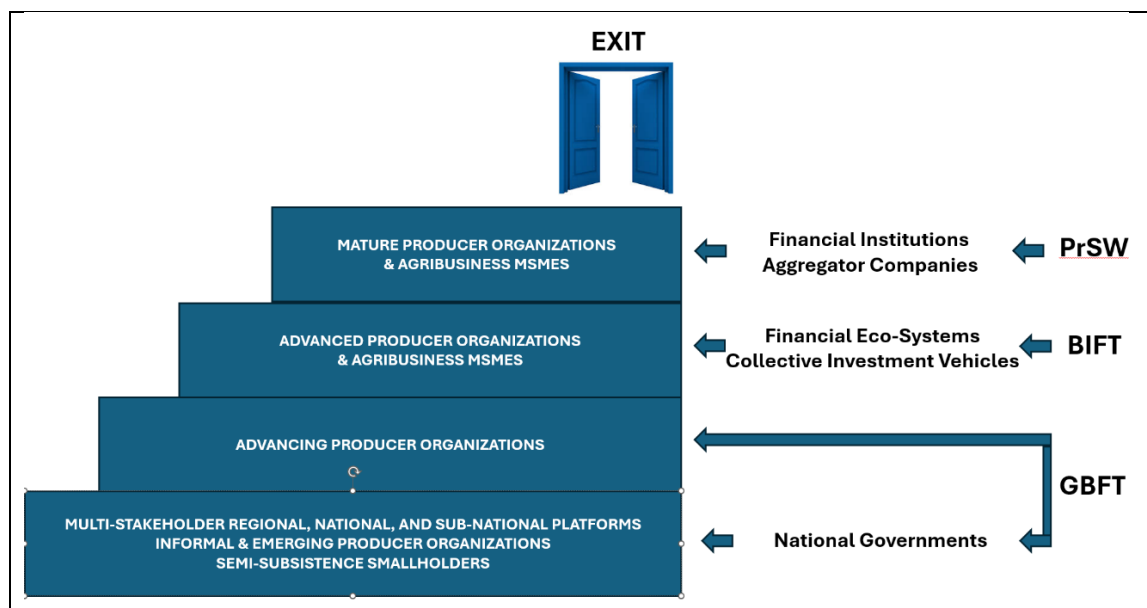 EXIT
MATURE PRODUCER ORGANIZATIONS
& AGRIBUSINESS MSMES
Financial Institutions
Aggregator Companies
PrSW
ADVANCED PRODUCER ORGANIZATIONS
& AGRIBUSINESS MSMES
Financial Eco-Systems
Collective Investment Vehicles
BIFT
ADVANCING PRODUCER ORGANIZATIONS
GBFT
MULTI-STAKEHOLDER REGIONAL, NATIONAL, AND SUB-NATIONAL PLATFORMS
INFORMAL & EMERGING PRODUCER ORGANIZATIONS
SEMI-SUBSISTENCE SMALLHOLDERS
National Governments